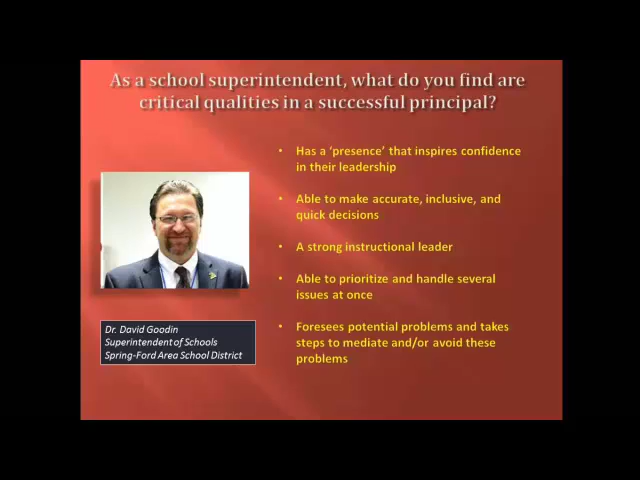 As a school superintendent, what do you find are
critical qualities in a successful principal?
• Has a ‘presence’ that inspires confidence
in their leadership
• Able to make accurate, inclusive, and
quick decisions
• A strong instructional leader
• Able to prioritize and handle several
issues at once
• Foresees potential problems and takes
steps to mediate and/or avoid these
problems
Dr. David Goodin
Superintendent of Schools
Spring-Ford Area School District